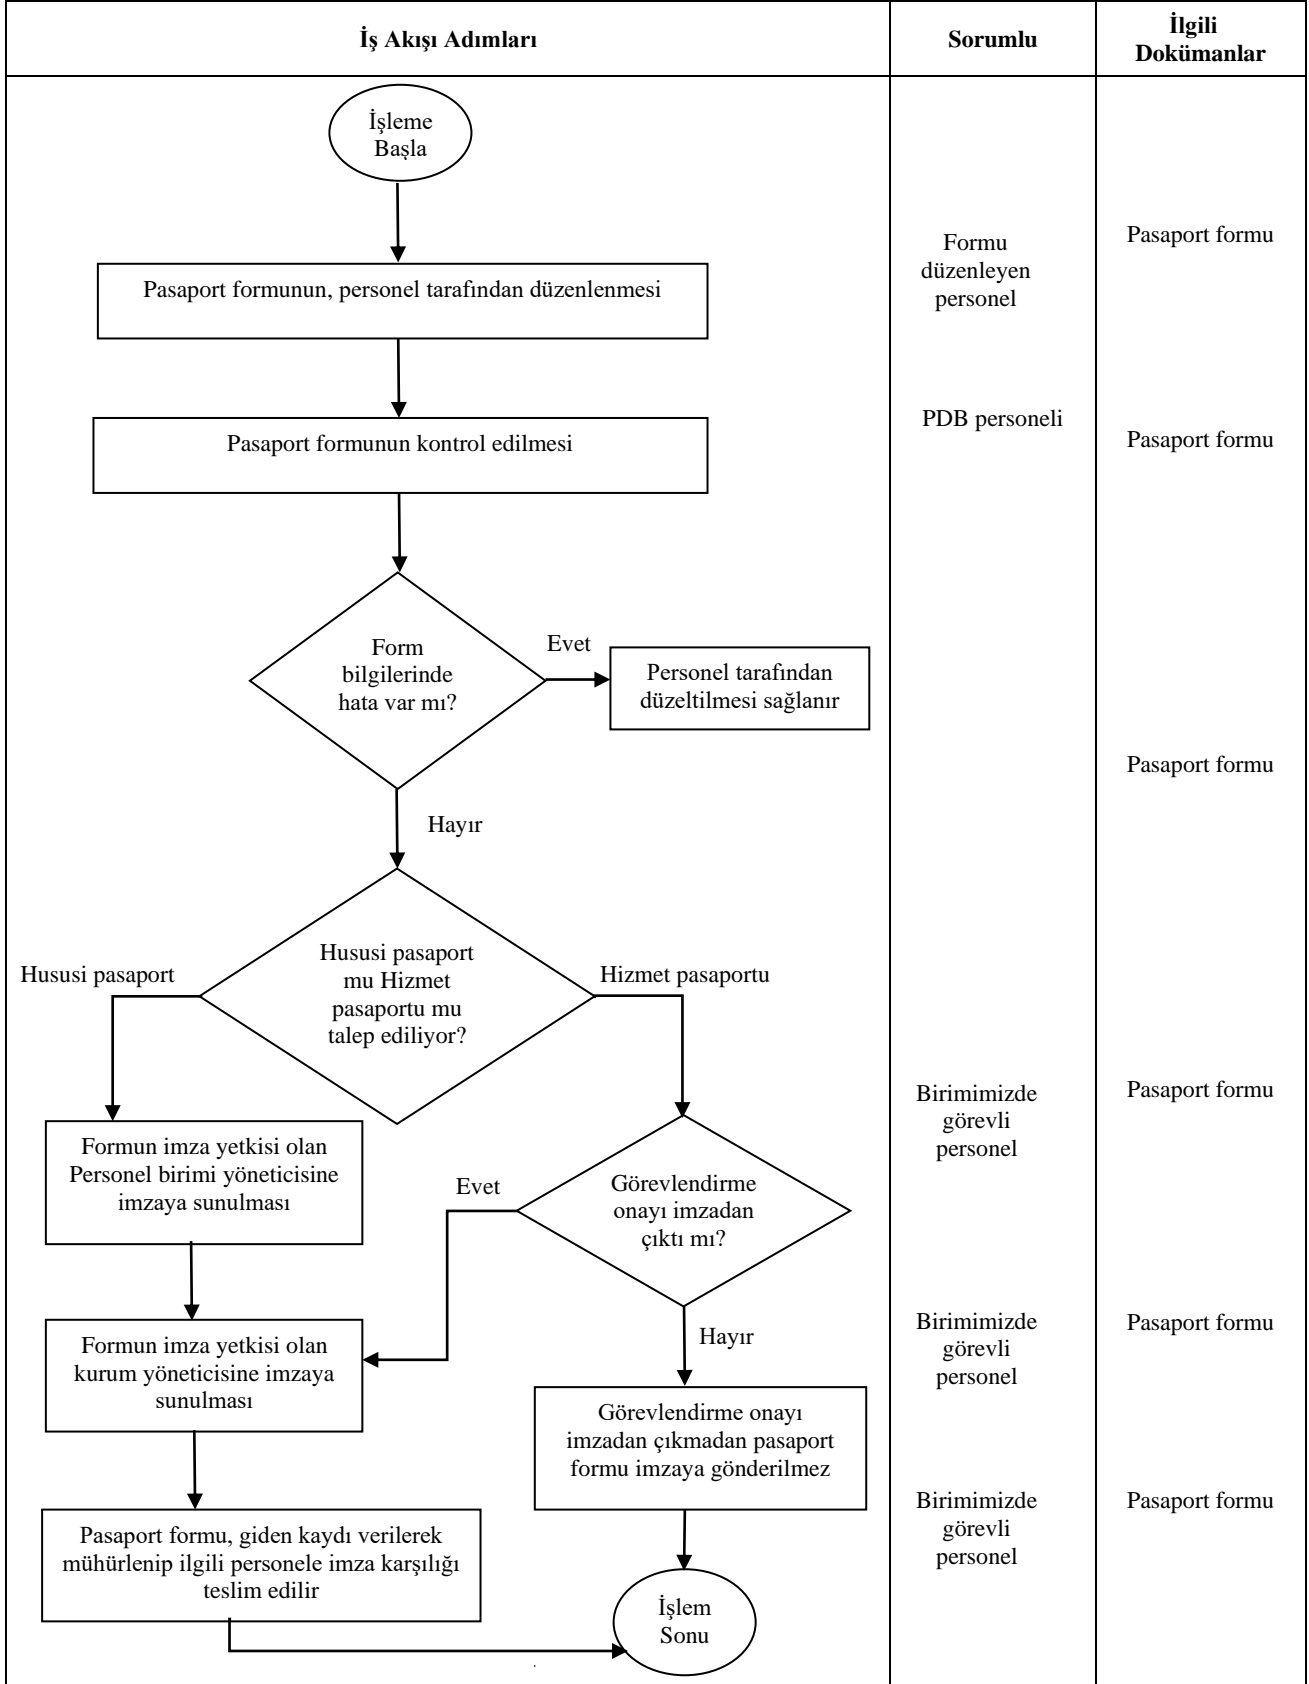 İş Akışı Adımları
Sorumlu
İlgili
Dokümanlar
İşleme
Başla
Pasaport formunun, personel tarafından düzenlenmesi
Formu
düzenleyen
personel
Pasaport formu
Pasaport formunun kontrol edilmesi
PDB personeli
Pasaport formu
Form
bilgilerinde
hata var mı?
Evet
Personel tarafından
düzeltilmesi sağlanır
Pasaport formu
Hayır
Hususi pasaport
mu Hizmet
pasaportu mu
talep ediliyor?
Hususi pasaport
Hizmet pasaportu
Formun imza yetkisi olan
Personel birimi yöneticisine
imzaya sunulması
Evet
Görevlendirme
onayı imzadan
çıktı mı?
Birimimizde
görevli
personel
Pasaport formu
Hayır
Formun imza yetkisi olan
kurum yöneticisine imzaya
sunulması
Birimimizde
görevli
personel
Pasaport formu
Görevlendirme onayı
imzadan çıkmadan pasaport
formu imzaya gönderilmez
Pasaport formu, giden kaydı verilerek
mühürlenip ilgili personele imza karşılığı
teslim edilir
Birimimizde
görevli
personel
Pasaport formu
İşlem
Sonu